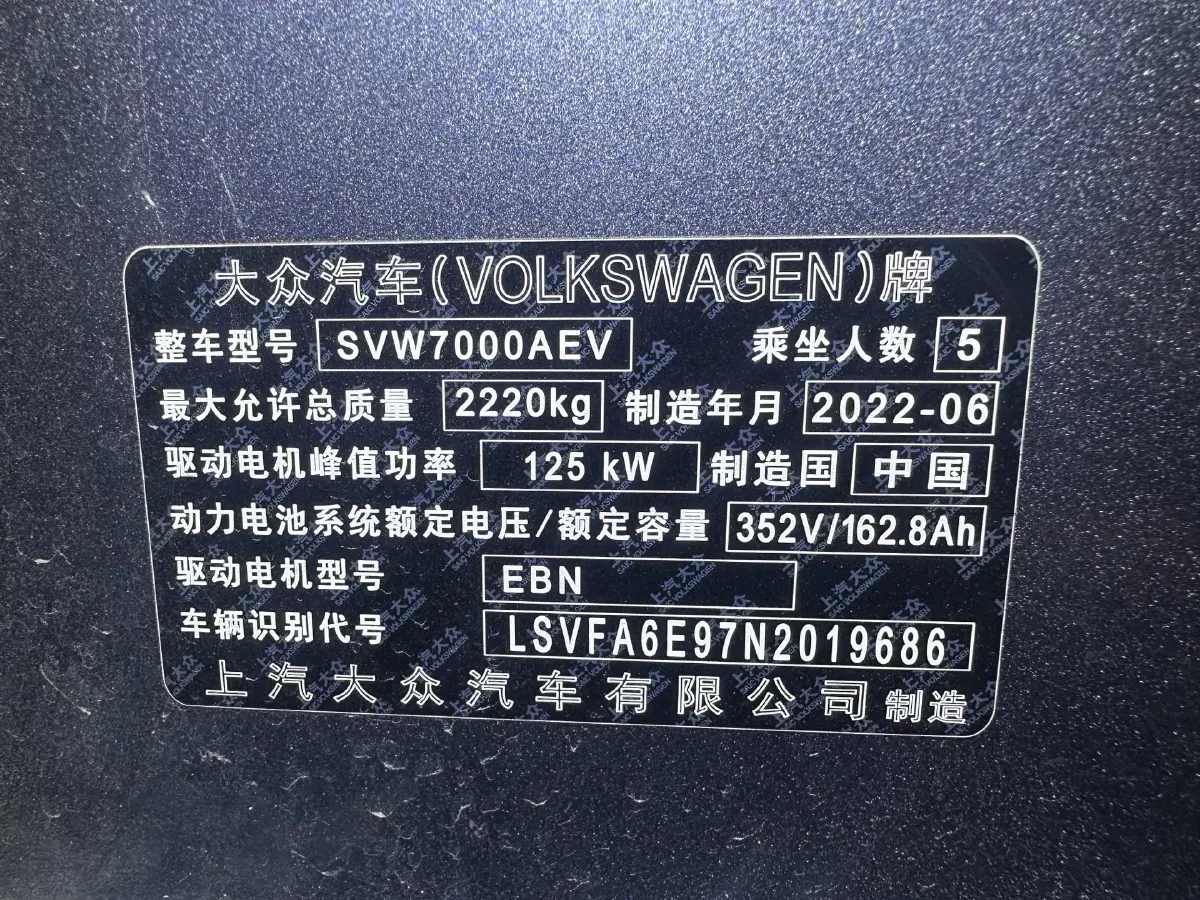 大众汽车(VOLKSWAGEN)牌
整车型号 SVW7000AEV 乘坐人数 5
最大允许总质量 2220kg 制造年月 2022-06
驱动电机峰值功率 125 kW 制造国 中国
动力电池系统额定电压/额定容量 352V/162.8Ah
驱动电机型号 EBN
车辆识别代号 LSVFA6E97N2019686
上汽大众汽车有限公司 制造